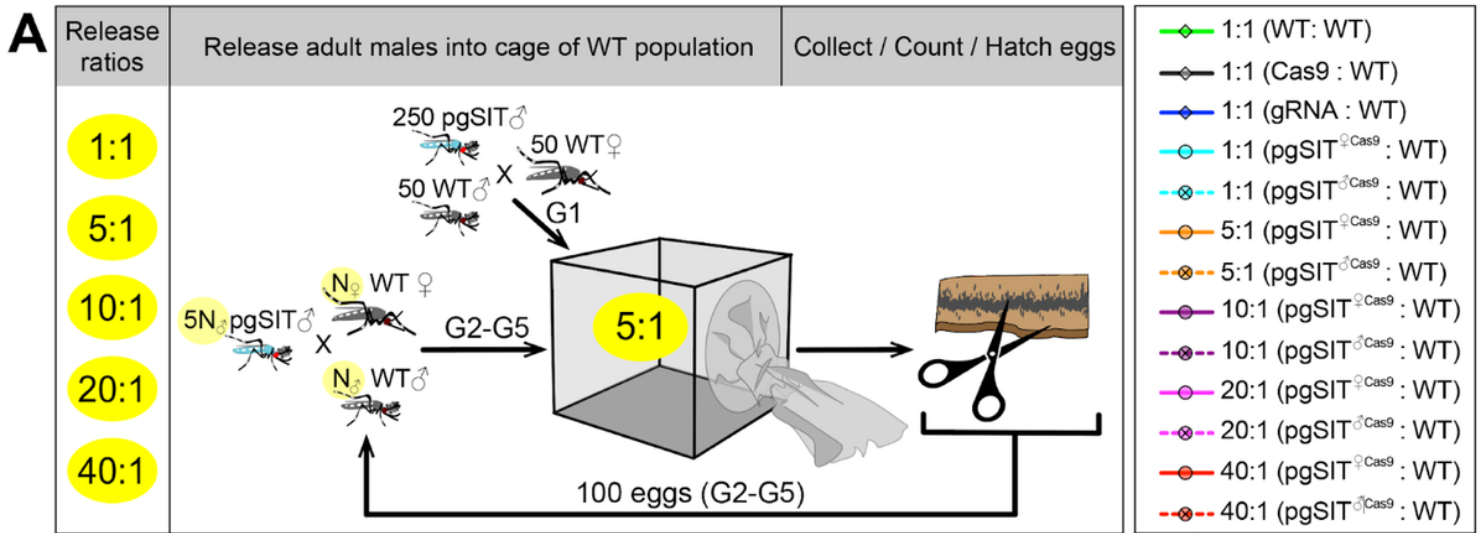 A
Release ratios
Release adult males into cage of WT population
Collect / Count / Hatch eggs
1:1
5:1
10:1
20:1
40:1
250 pgSIT♂
50 WT♀
X
50 WT♂
G1
N♀ WT ♀
5N♂ pgSIT♂
X
N♂ WT♂
G2-G5
5:1
100 eggs (G2-G5)
1:1 (WT: WT)
1:1 (Cas9 : WT)
1:1 (gRNA : WT)
1:1 (pgSIT♀Cas9 : WT)
1:1 (pgSIT♂Cas9 : WT)
5:1 (pgSIT♀Cas9 : WT)
5:1 (pgSIT♂Cas9 : WT)
10:1 (pgSIT♀Cas9 : WT)
10:1 (pgSIT♂Cas9 : WT)
20:1 (pgSIT♀Cas9 : WT)
20:1 (pgSIT♂Cas9 : WT)
40:1 (pgSIT♀Cas9 : WT)
40:1 (pgSIT♂Cas9 : WT)